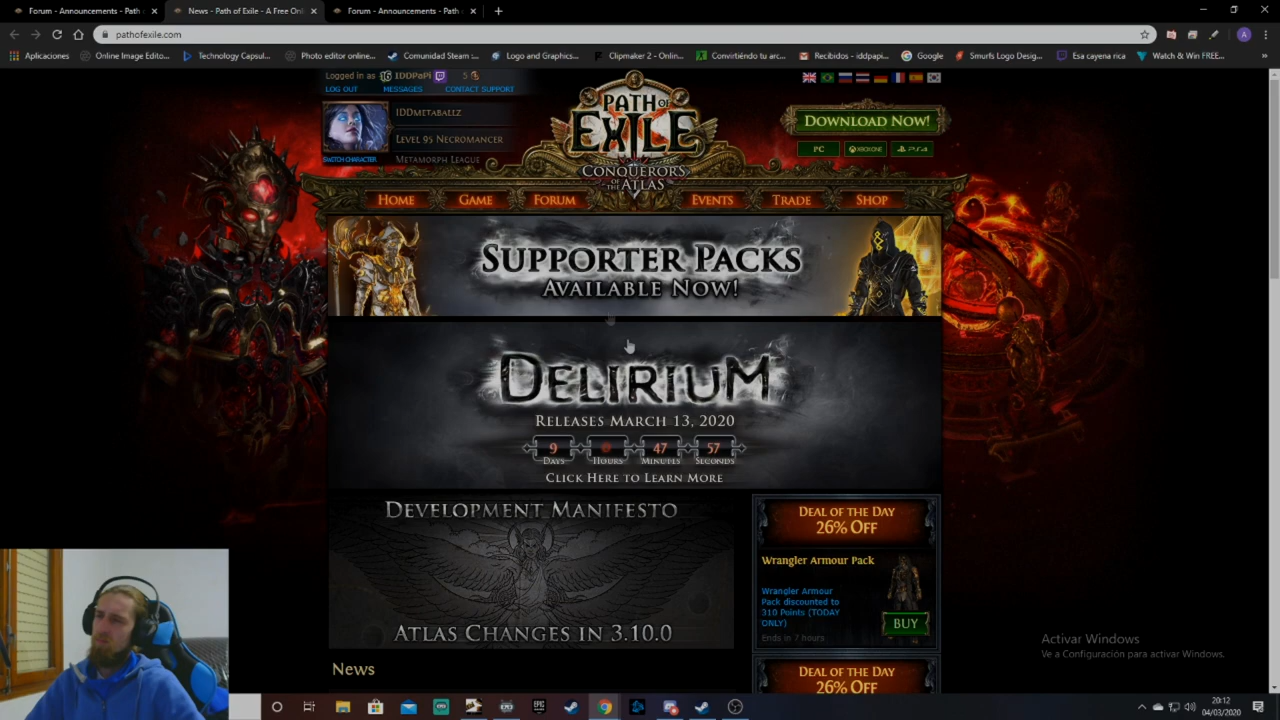 Forum - Announcements - Path
News - Path of Exile - A Free Onl
Forum - Announcements - Path
pathofexile.com
Aplicaciones
Online Image Edito...
Technology Capsul...
Photo editor online...
Comunidad Steam :...
Logo and Graphics...
Clipmaker 2 - Onlin...
Convirtiéndo tu arc...
Recibidos - iddpapi...
Google
Smurfs Logo Desig...
Esa cayena rica
Watch & Win FREE...
Logged in as IDDPaPi 5
LOG OUT MESSAGES CONTACT SUPPORT
IDDmetaballz
Level 95 Necromancer
Metamorph League
SWITCH CHARACTER
PATH OF
EXILE
CONQUERORS
OF THE ATLAS
DOWNLOAD NOW!
PC XBOX ONE PS4
HOME GAME FORUM EVENTS TRADE SHOP
SUPPORTER PACKS
AVAILABLE NOW!
DELIRIUM
RELEASES MARCH 13, 2020
9 0 47 57
DAYS HOURS MINUTES SECONDS
CLICK HERE TO LEARN MORE
DEVELOPMENT MANIFESTO
ATLAS CHANGES IN 3.10.0
News
DEAL OF THE DAY
26% OFF
Wrangler Armour Pack
Wrangler Armour
Pack discounted to
310 Points (TODAY
ONLY)
BUY
Ends in 7 hours
DEAL OF THE DAY
26% OFF
Activar Windows
Ve a Configuración para activar Windows.
EPIC
20:12
04/03/2020